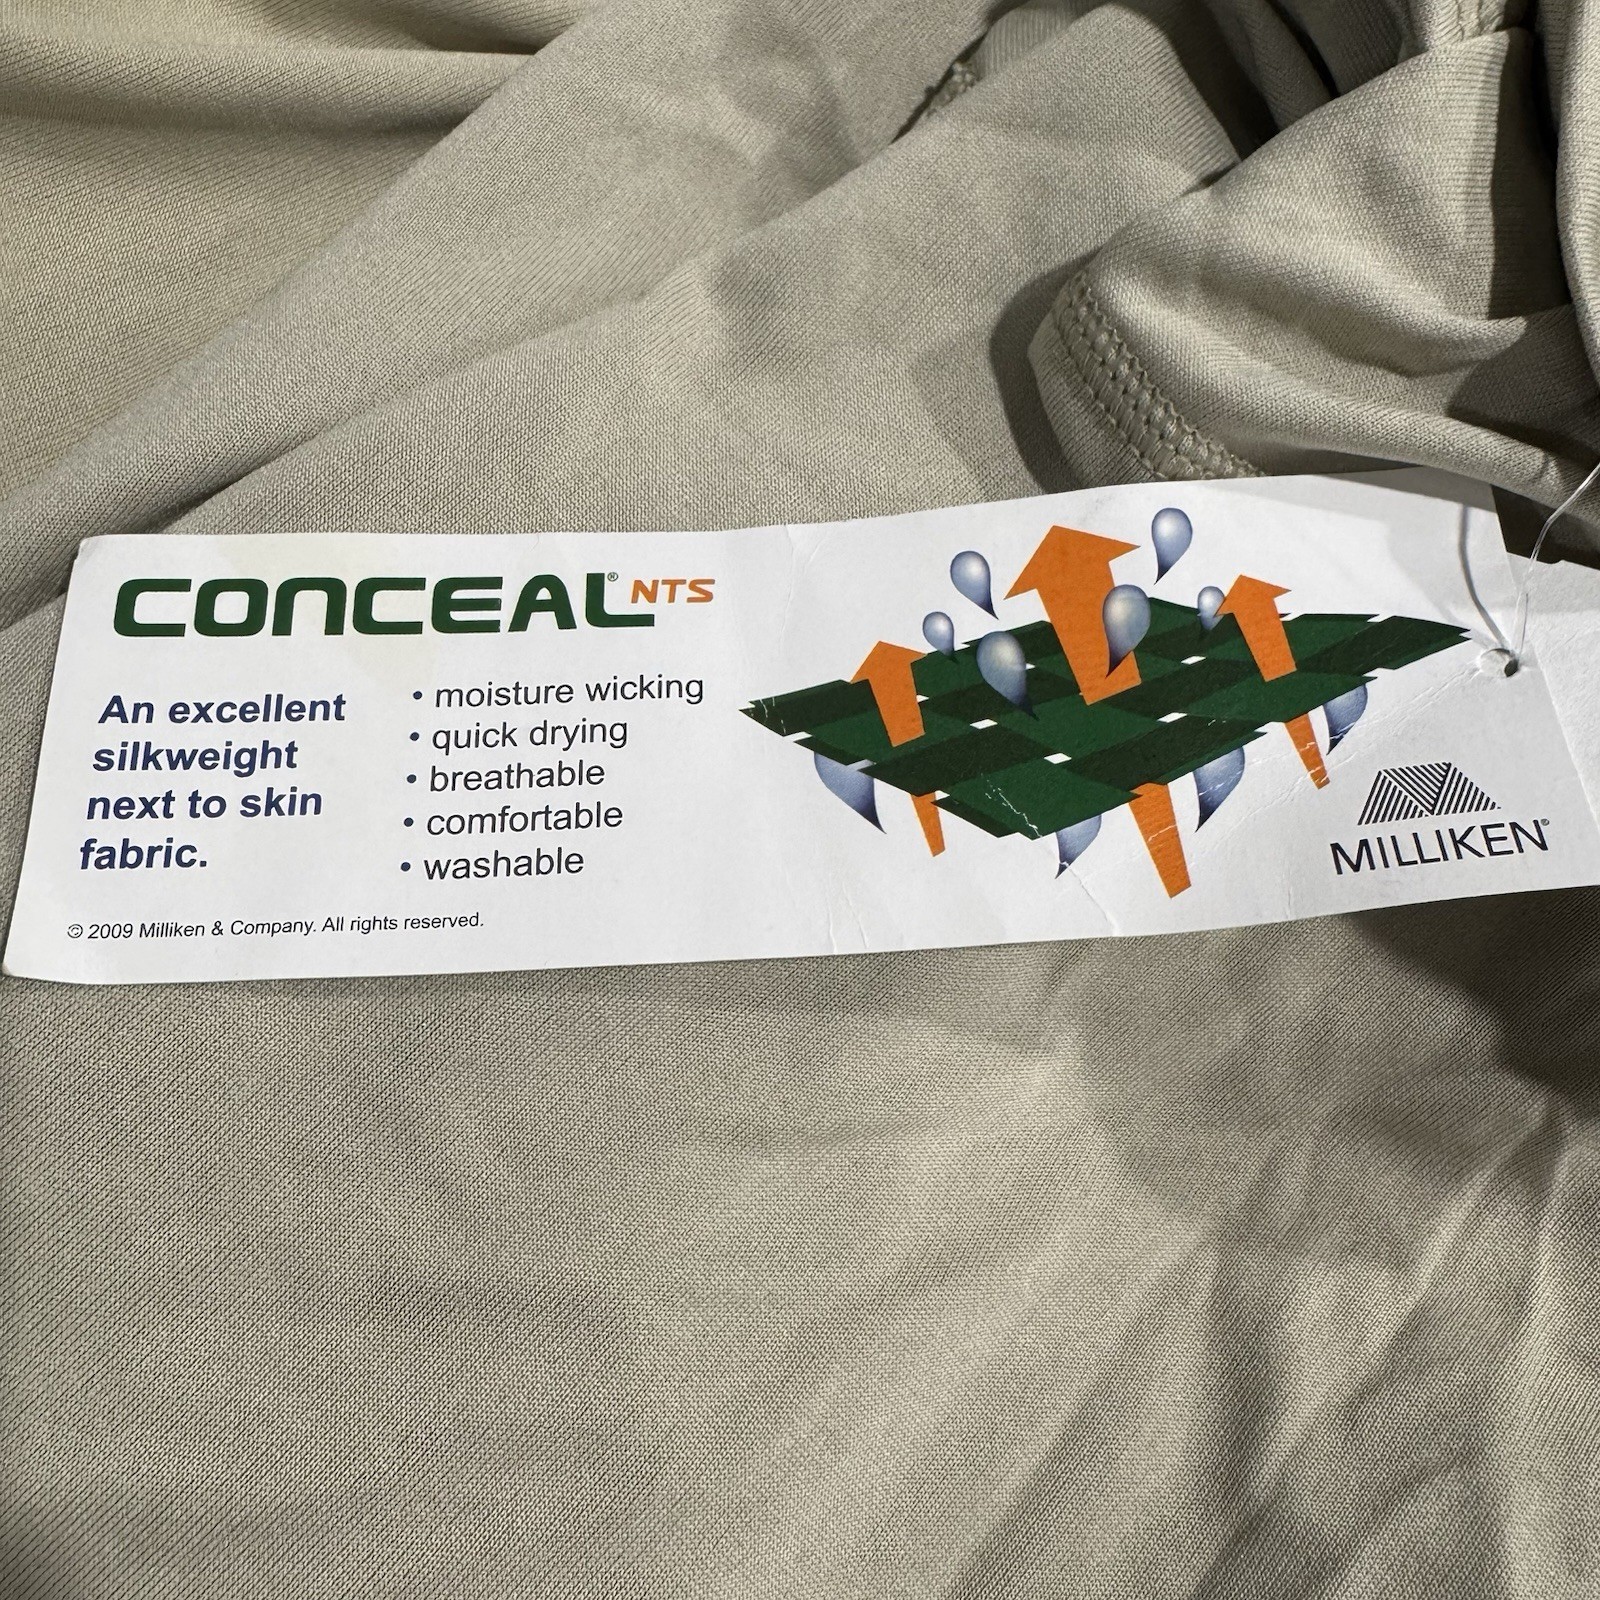 CONCEAL® NTS
An excellent
silkweight
next to skin
fabric.
• moisture wicking
• quick drying
• breathable
• comfortable
• washable
MILLIKEN®
© 2009 Milliken & Company. All rights reserved.